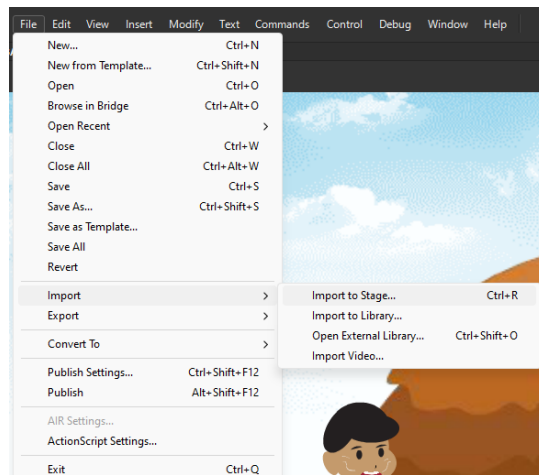 File Edit View Insert Modify Text Commands Control Debug Window Help
New... Ctrl+N
New from Template... Ctrl+Shift+N
Open Ctrl+O
Browse in Bridge Ctrl+Alt+O
Open Recent >
Close Ctrl+W
Close All Ctrl+Alt+W
Save Ctrl+S
Save As... Ctrl+Shift+S
Save as Template...
Save All
Revert
Import >
Export >
Convert To >
Publish Settings... Ctrl+Shift+F12
Publish Alt+Shift+F12
AIR Settings...
ActionScript Settings...
Exit Ctrl+Q
Import to Stage... Ctrl+R
Import to Library...
Open External Library... Ctrl+Shift+O
Import Video...